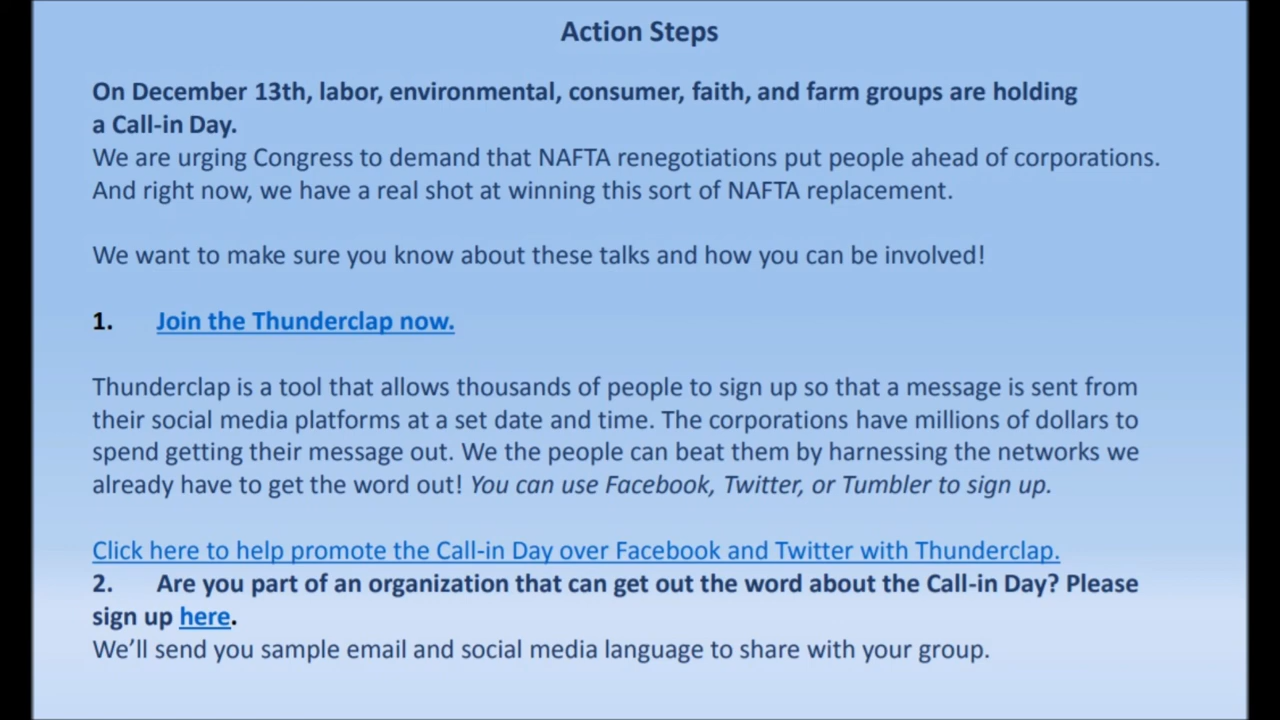 Action Steps
On December 13th, labor, environmental, consumer, faith, and farm groups are holding
a Call-in Day.
We are urging Congress to demand that NAFTA renegotiations put people ahead of corporations.
And right now, we have a real shot at winning this sort of NAFTA replacement.
We want to make sure you know about these talks and how you can be involved!
1. Join the Thunderclap now.
Thunderclap is a tool that allows thousands of people to sign up so that a message is sent from
their social media platforms at a set date and time. The corporations have millions of dollars to
spend getting their message out. We the people can beat them by harnessing the networks we
already have to get the word out! You can use Facebook, Twitter, or Tumbler to sign up.
Click here to help promote the Call-in Day over Facebook and Twitter with Thunderclap.
2. Are you part of an organization that can get out the word about the Call-in Day? Please
sign up here.
We’ll send you sample email and social media language to share with your group.